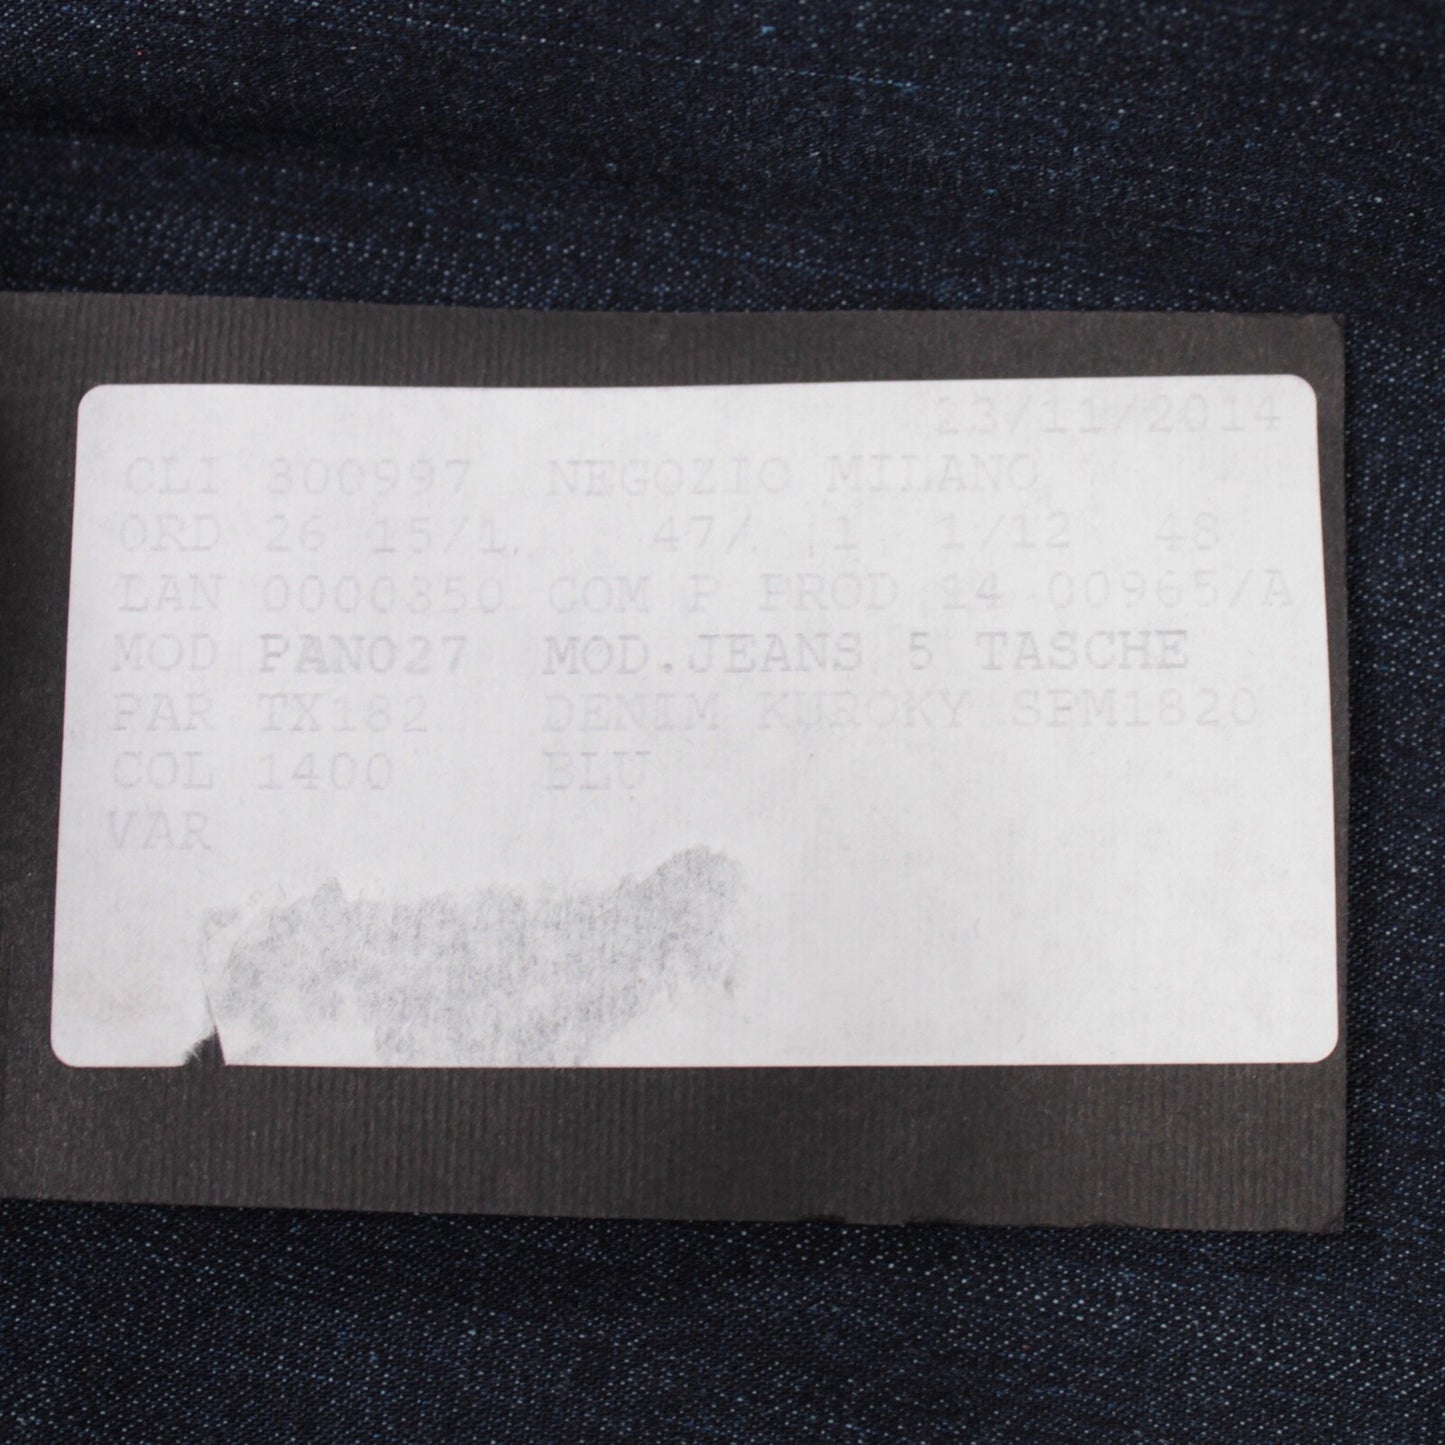 23/11/2014
CLI 800997 NEGOZIO MILANO
ORD 26 15/1 47/ 1 1/12 48
LAN 0000350 COM P PROD 14 00965/A
MOD PAN027 MOD.JEANS 5 TASCHE
PAR TX182 DENIM KUROKY SPM1820
COL 1400 BLU
VAR